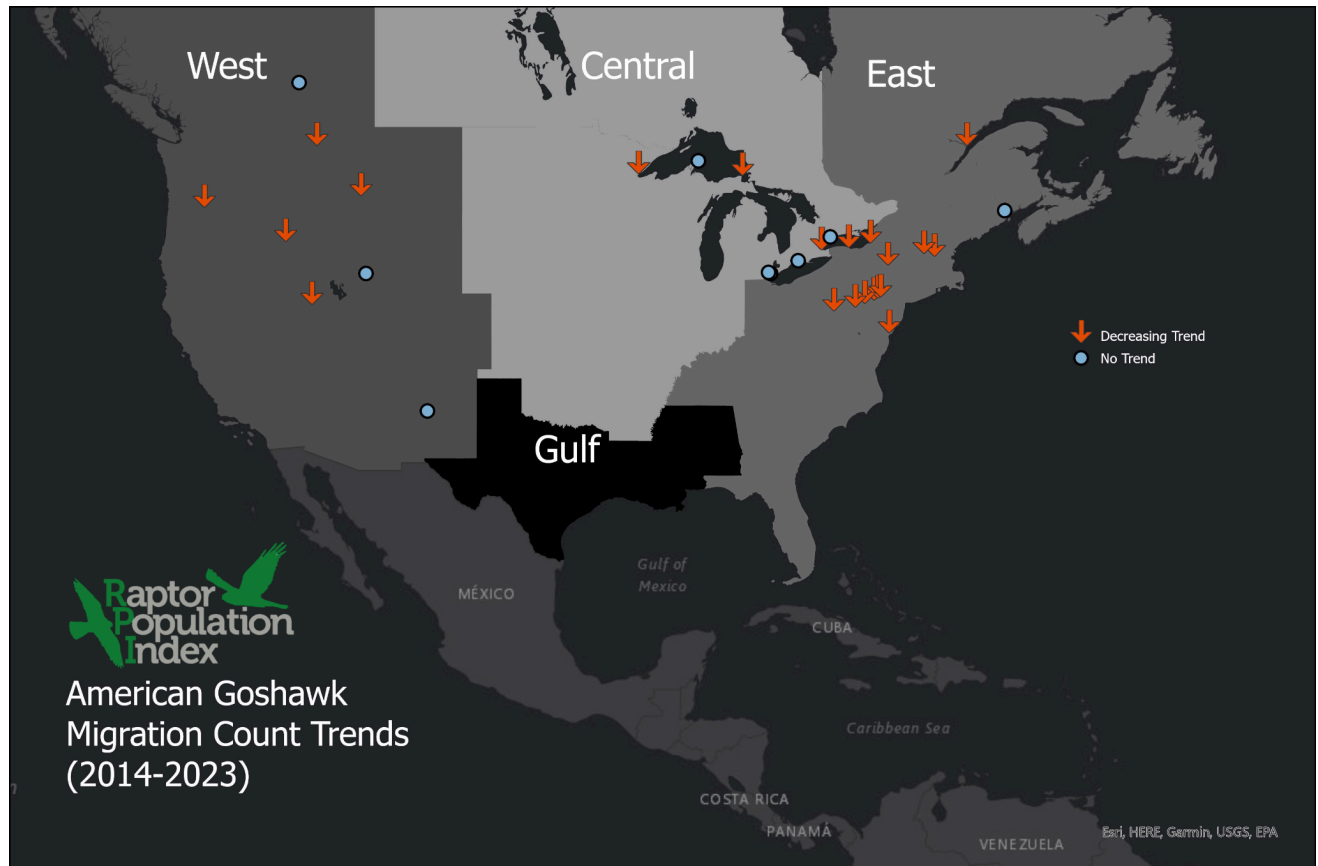 West
Central
East
Decreasing Trend
No Trend
Gulf
Gulf of
Mexico
MÉXICO
CUBA
Raptor
Population
Index
American Goshawk
Migration Count Trends
(2014-2023)
Caribbean Sea
COSTA RICA
PANAMÁ
VENEZUELA
Esri, HERE, Garmin, USGS, EPA